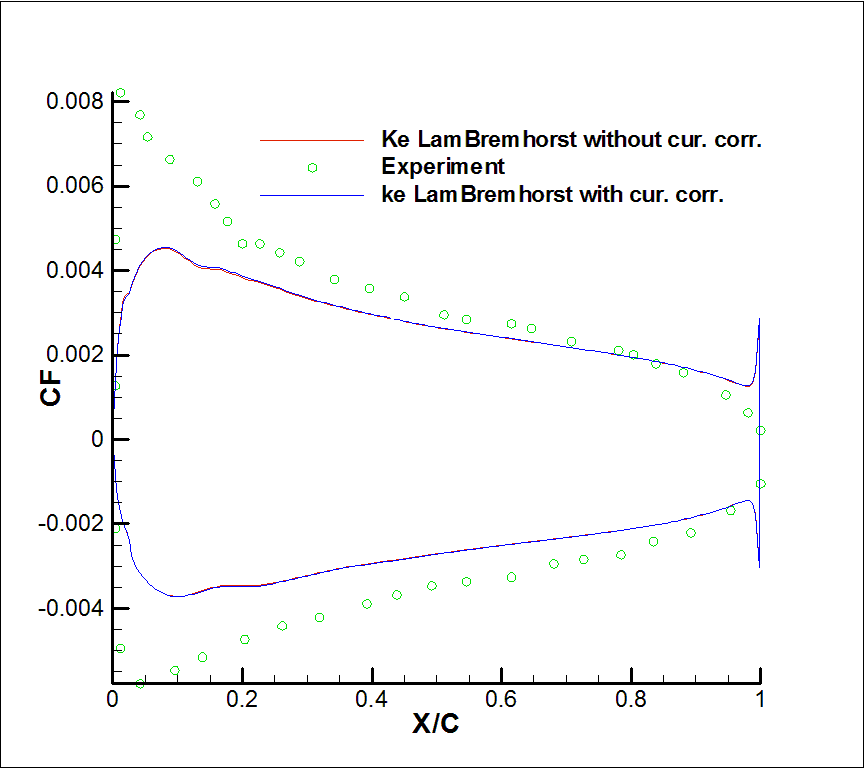 0.008
Ke LamBremhorst without cur. corr.
Experiment
0.006
ke LamBremhorst with cur. corr.
0.004
0.002
CF
0
-0.002
-0.004
0 0.2 0.4 0.6 0.8 1
X/C